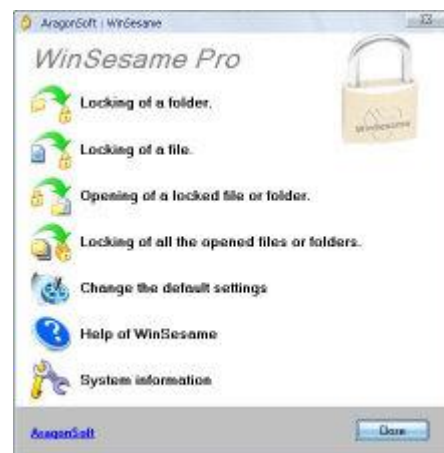 AragonSoft | WinSesame
WinSesame Pro
WinSesame
Locking of a folder.
Locking of a file.
Opening of a locked file or folder.
Locking of all the opened files or folders.
Change the default settings
Help of WinSesame
System information
AragonSoft
Close